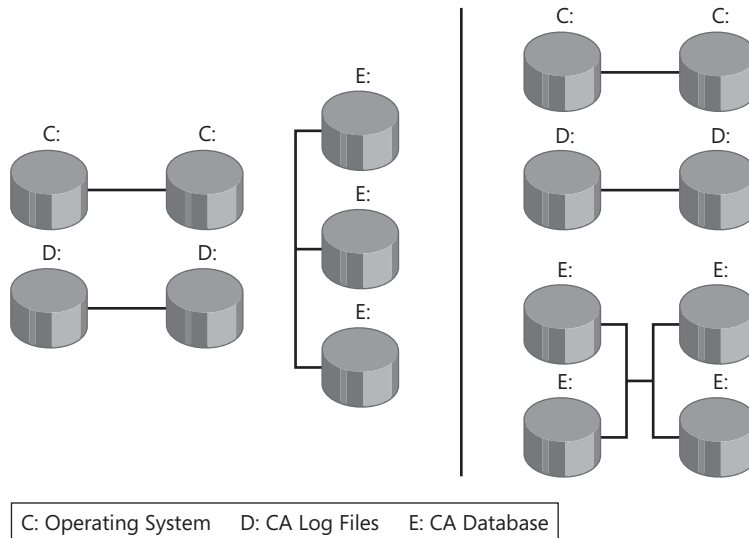 C: C:
D: D:
E:
E:
E:
C: C:
D: D:
E: E:
E: E:
C: Operating System D: CA Log Files E: CA Database